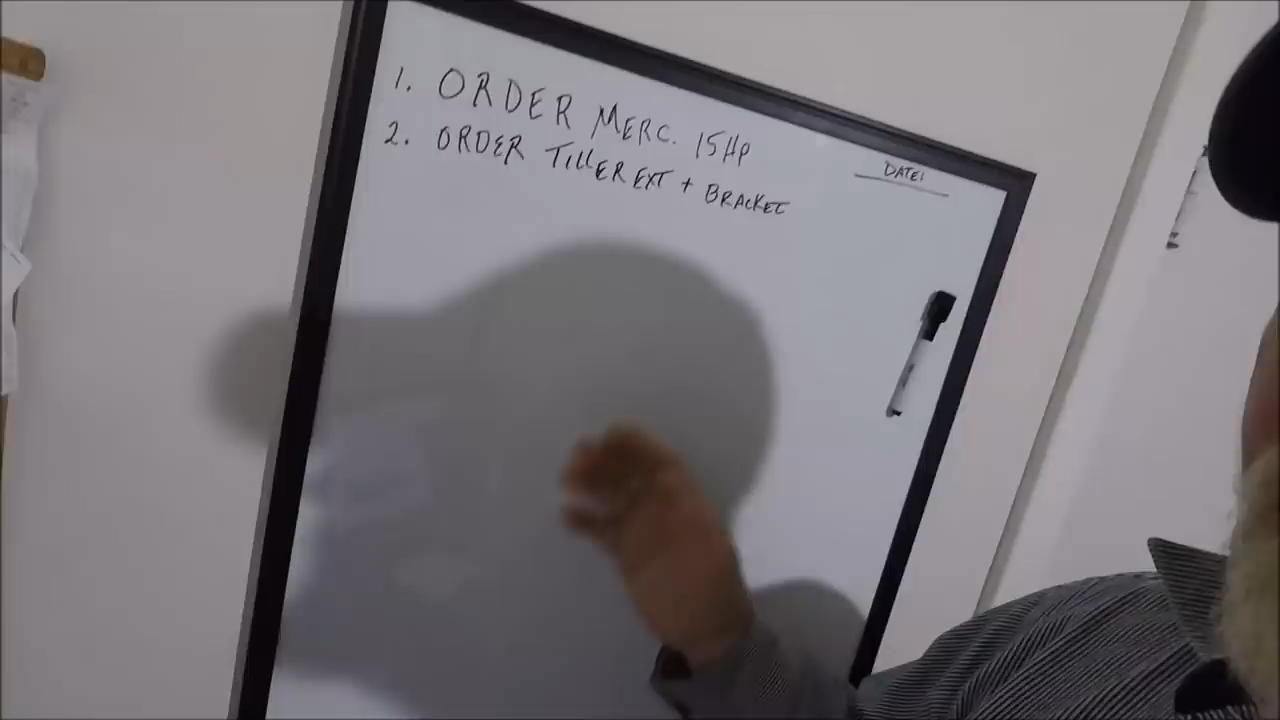 1. ORDER MERC. 15HP
2. ORDER TILLER EXT + BRACKET
DATE: